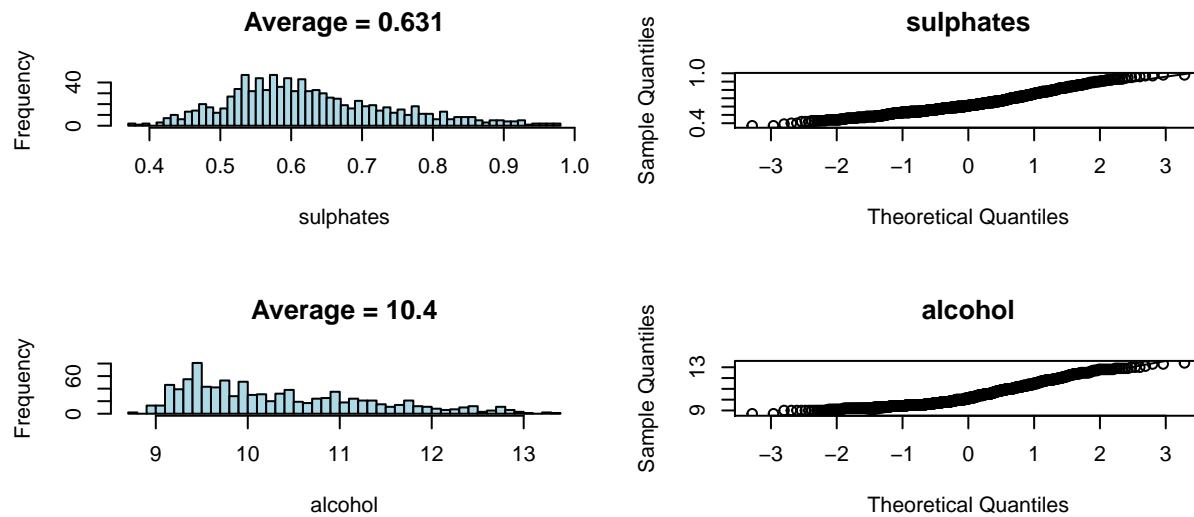 Average = 0.631
Frequency
0 40
0.4 0.5 0.6 0.7 0.8 0.9 1.0
sulphates
sulphates
Sample Quantiles
0.4 1.0
−3 −2 −1 0 1 2 3
Theoretical Quantiles
Average = 10.4
Frequency
0 60
9 10 11 12 13
alcohol
alcohol
Sample Quantiles
9 13
−3 −2 −1 0 1 2 3
Theoretical Quantiles